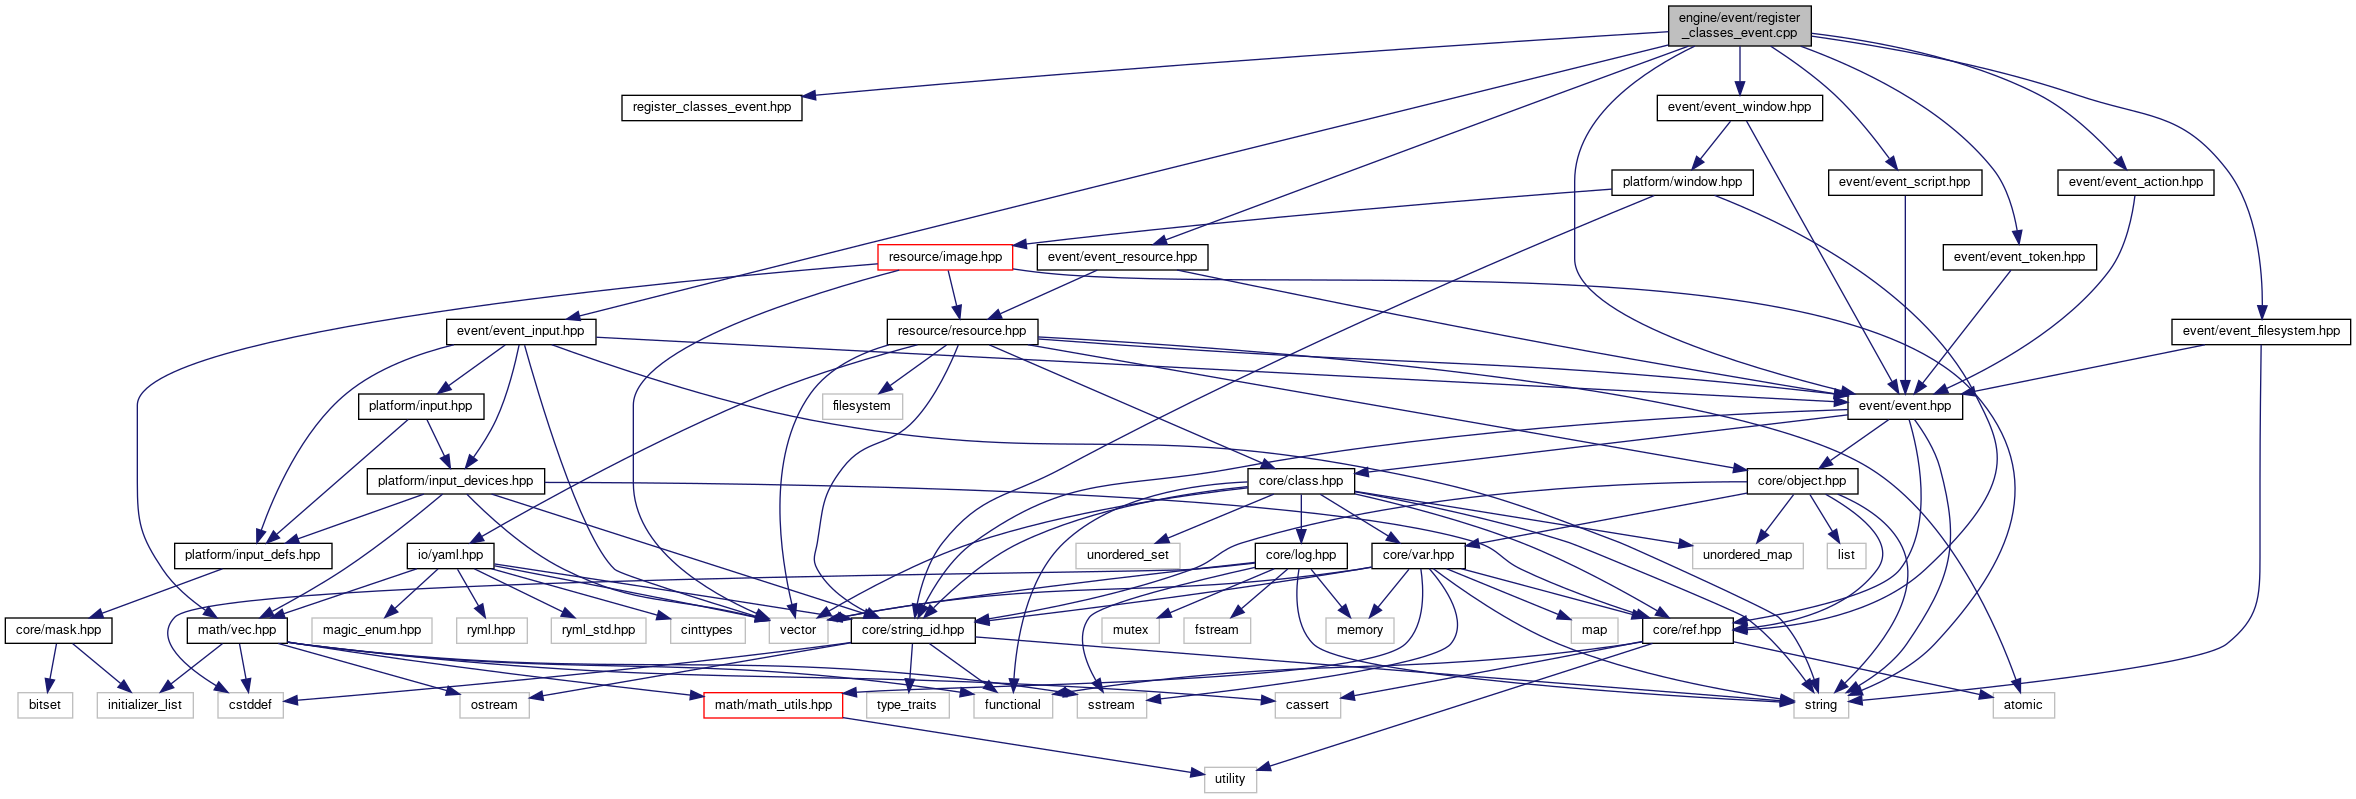 engine/event/register
_classes_event.cpp
register_classes_event.hpp
event/event_window.hpp
platform/window.hpp
event/event_script.hpp
event/event_action.hpp
resource/image.hpp
event/event_resource.hpp
event/event_token.hpp
event/event_input.hpp
resource/resource.hpp
event/event_filesystem.hpp
platform/input.hpp
filesystem
event/event.hpp
platform/input_devices.hpp
core/class.hpp
core/object.hpp
platform/input_defs.hpp
io/yaml.hpp
unordered_set
core/log.hpp
core/var.hpp
unordered_map
list
core/mask.hpp
math/vec.hpp
magic_enum.hpp
ryml.hpp
ryml_std.hpp
cinttypes
vector
core/string_id.hpp
mutex
fstream
memory
map
core/ref.hpp
bitset
initializer_list
cstddef
ostream
math/math_utils.hpp
type_traits
functional
sstream
cassert
string
atomic
utility